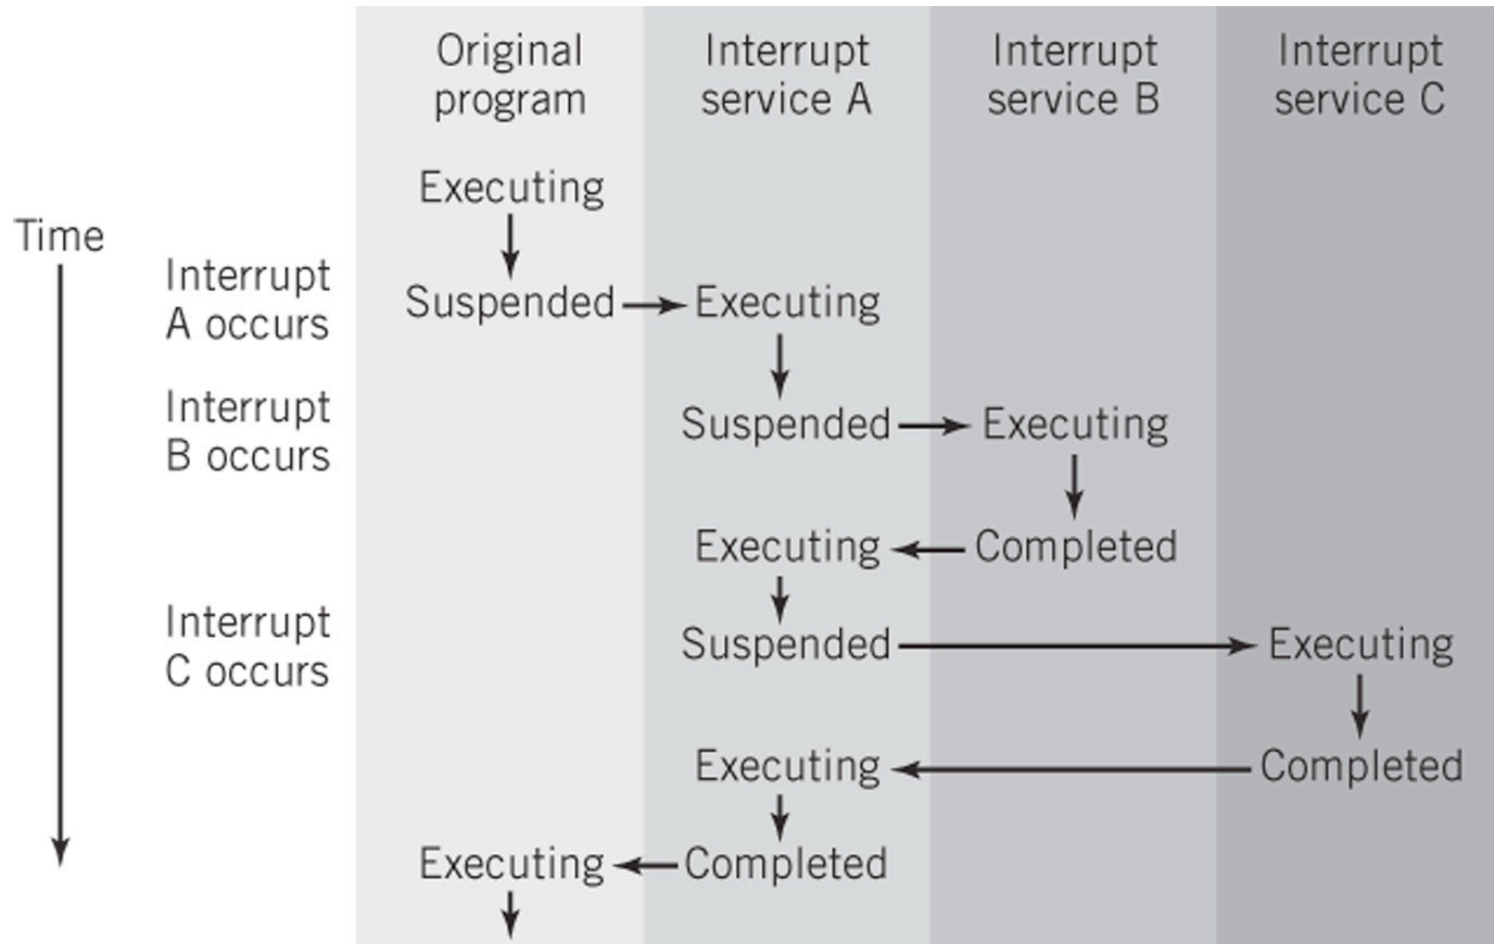 Original
program
Interrupt
service A
Interrupt
service B
Interrupt
service C
Executing
Time
Interrupt
A occurs
Suspended
Executing
Interrupt
B occurs
Suspended
Executing
Executing
Completed
Interrupt
C occurs
Suspended
Executing
Executing
Completed
Executing
Completed